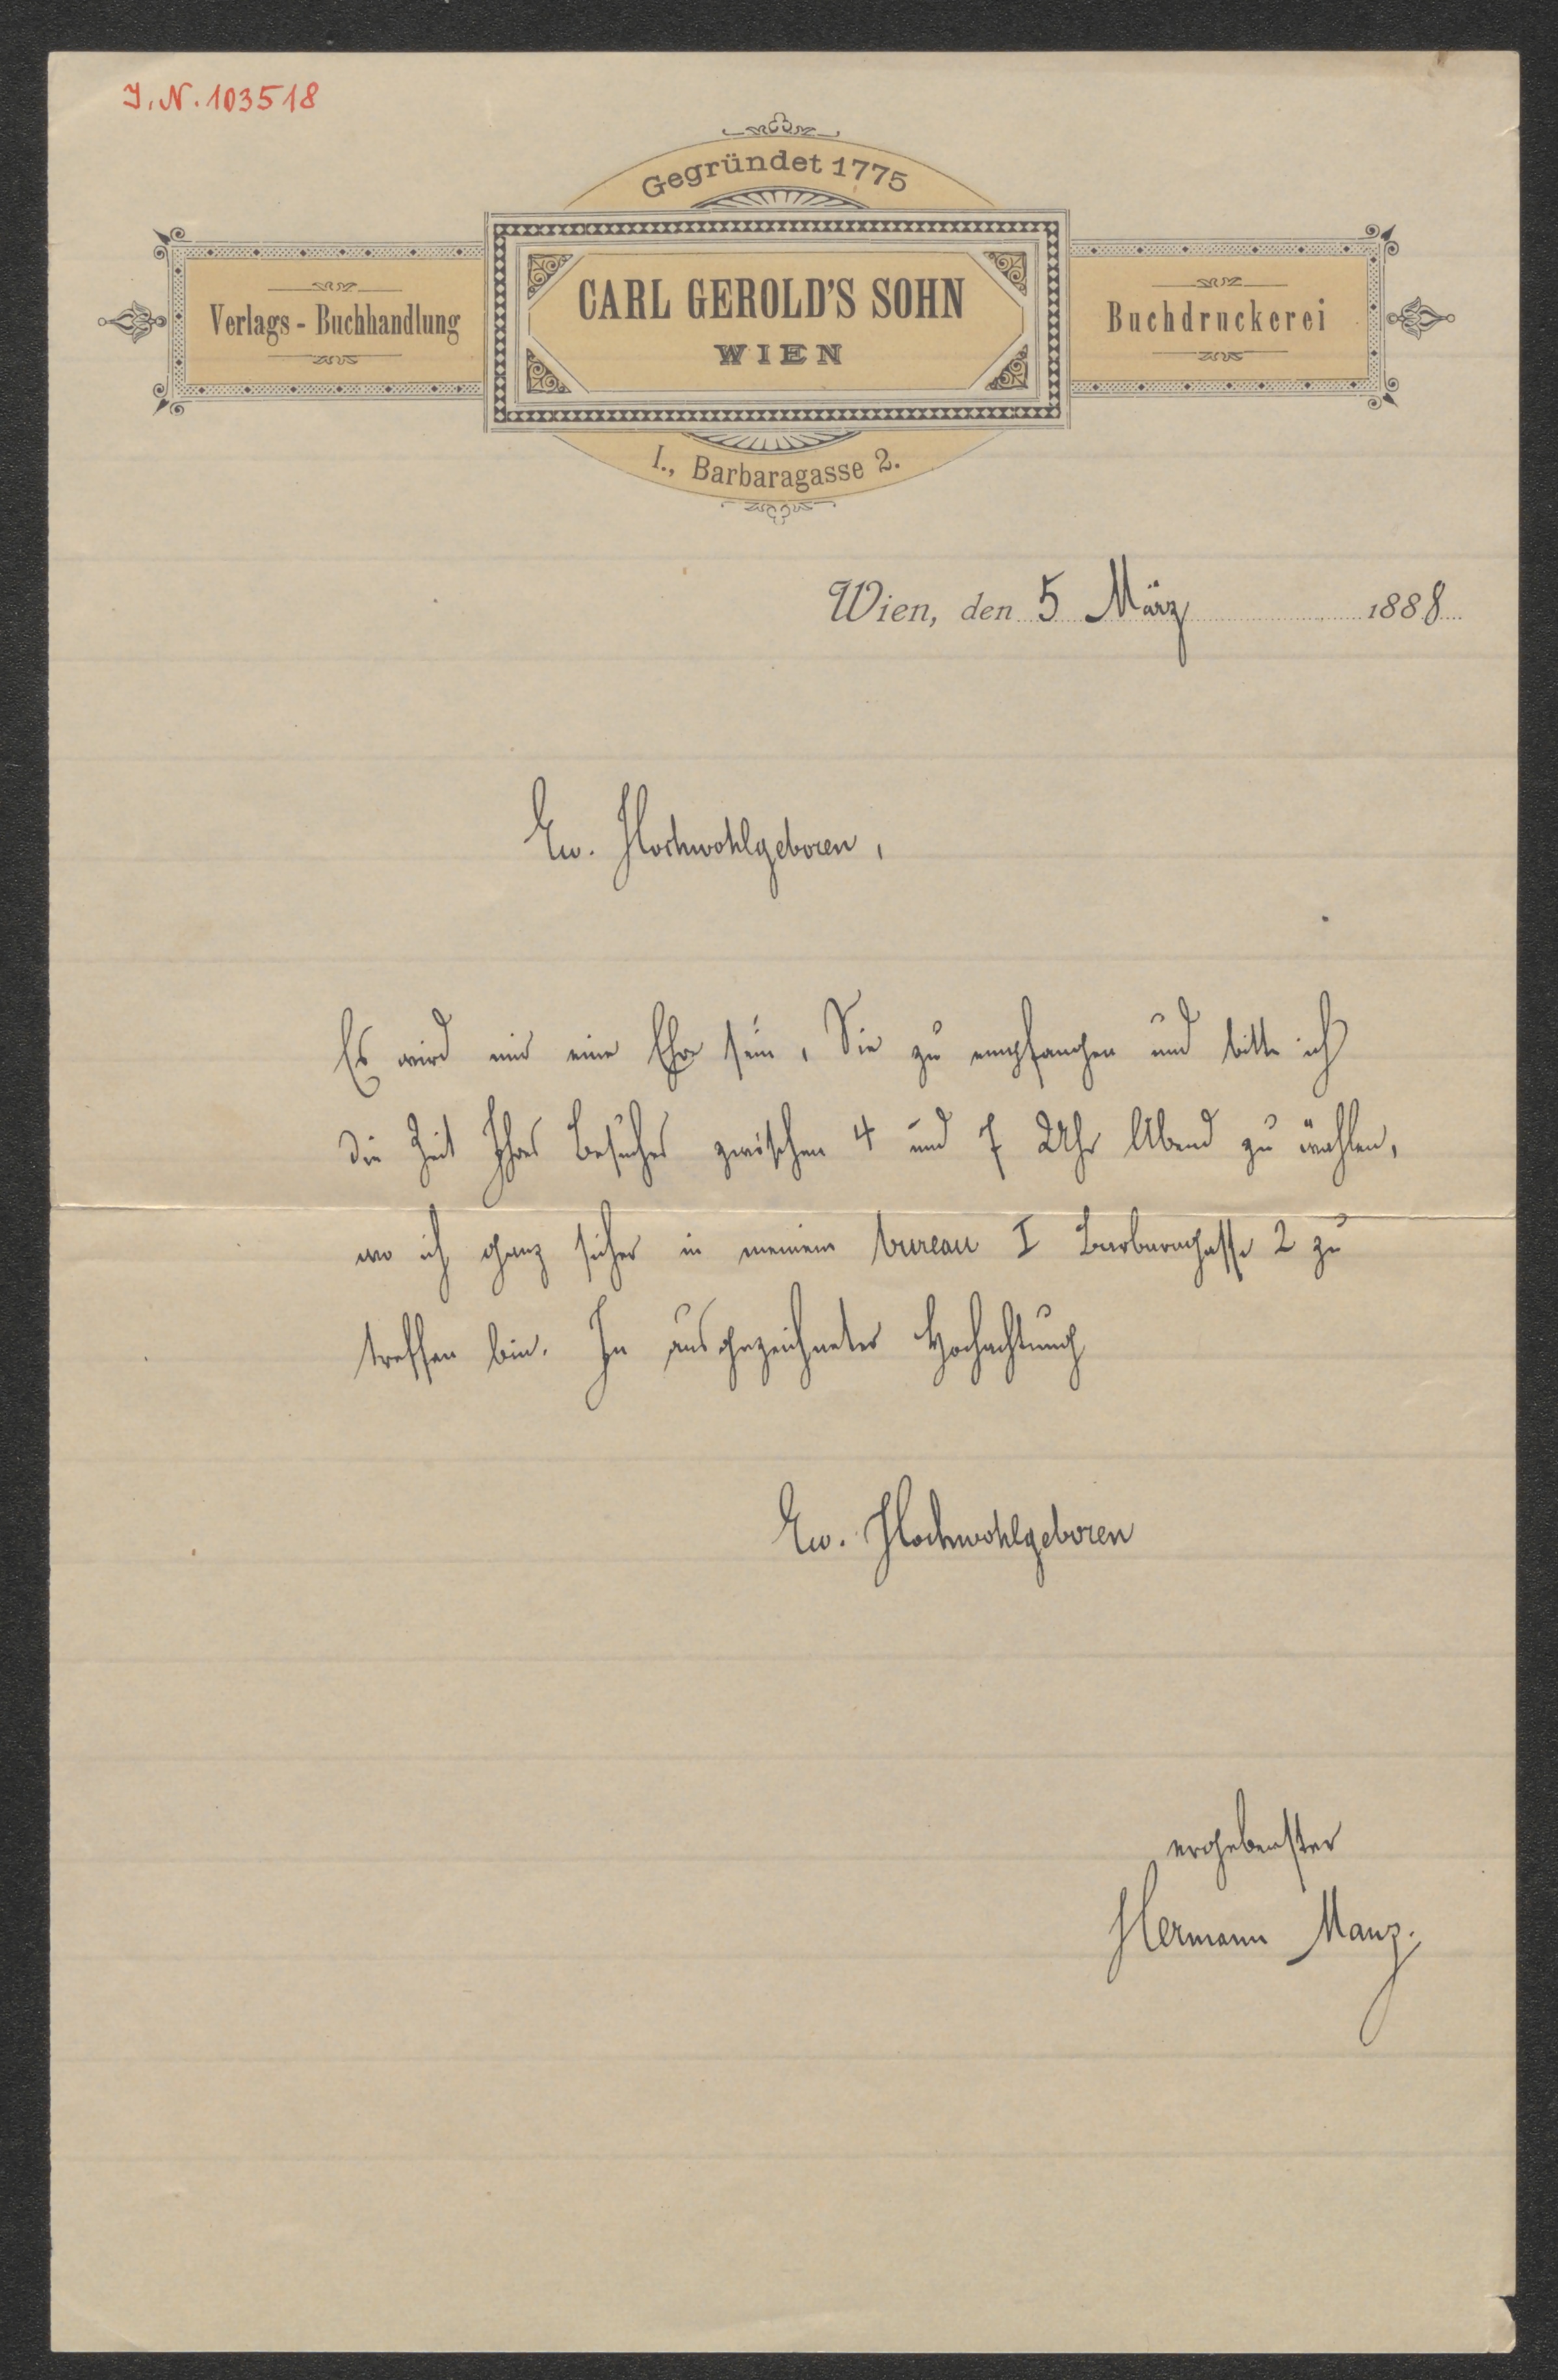 J. N. 103518
Gegründet 1775
Verlags-Buchhandlung
CARL GEROLD'S SOHN
WIEN
Buchdruckerei
I., Barbaragasse 2.
Wien, den 5 März 1888
Ew. Hochwohlgeboren,
Es wird mir eine Ehre sein, Sie zu empfangen und bitte ich
die Zeit Ihres Besuches zwischen 4 und 7 Uhr Abend zu wählen,
wo ich ganz sicher in meinem bureau I Barbaragasse 2 zu
treffen bin. In ausgezeichneter Hochachtung
Ew. Hochwohlgeboren
ergebenster
Hermann Manz.